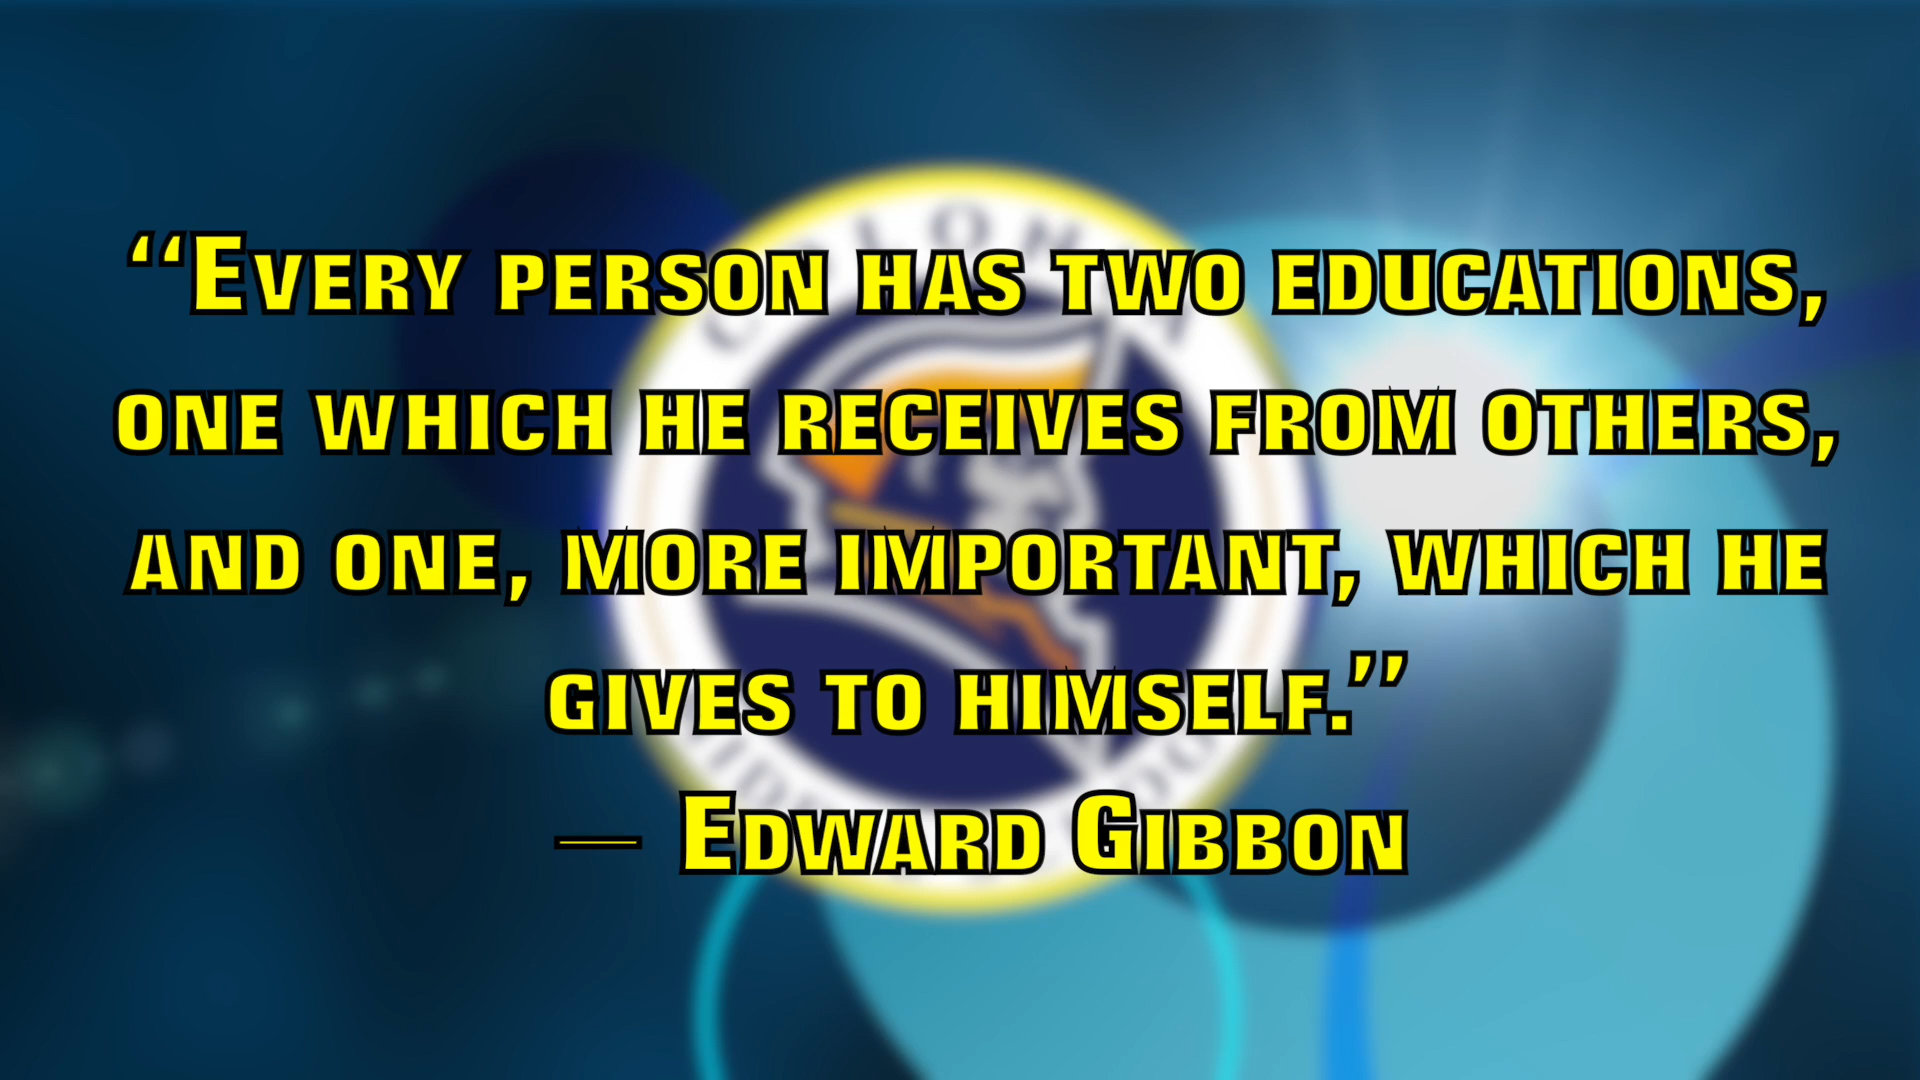 “Every person has two educations,
one which he receives from others,
and one, more important, which he
gives to himself.”
— Edward Gibbon